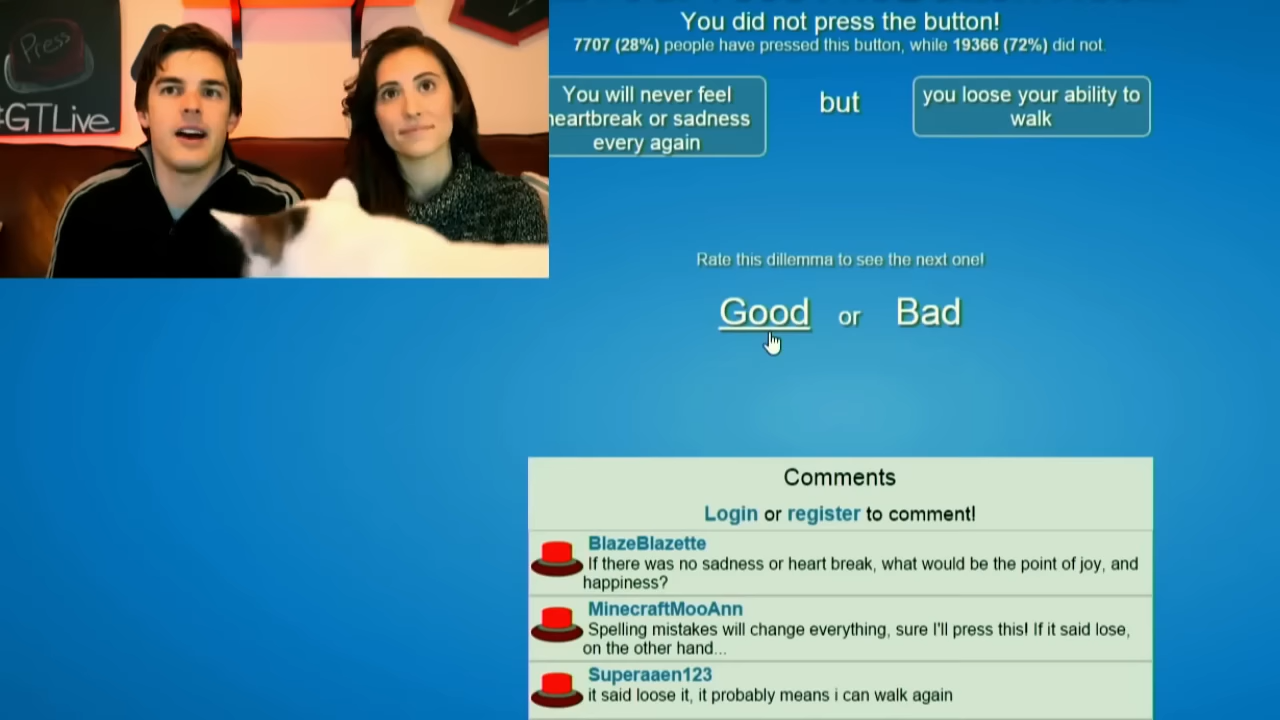 Press
#GTLive
You did not press the button!
7707 (28%) people have pressed this button, while 19366 (72%) did not.
You will never feel
heartbreak or sadness
every again
but
you loose your ability to
walk
Rate this dillemma to see the next one!
Good or Bad
Comments
Login or register to comment!
BlazeBlazette
If there was no sadness or heart break, what would be the point of joy, and
happiness?
MinecraftMooAnn
Spelling mistakes will change everything, sure I'll press this! If it said lose,
on the other hand...
Superaaen123
it said loose it, it probably means i can walk again